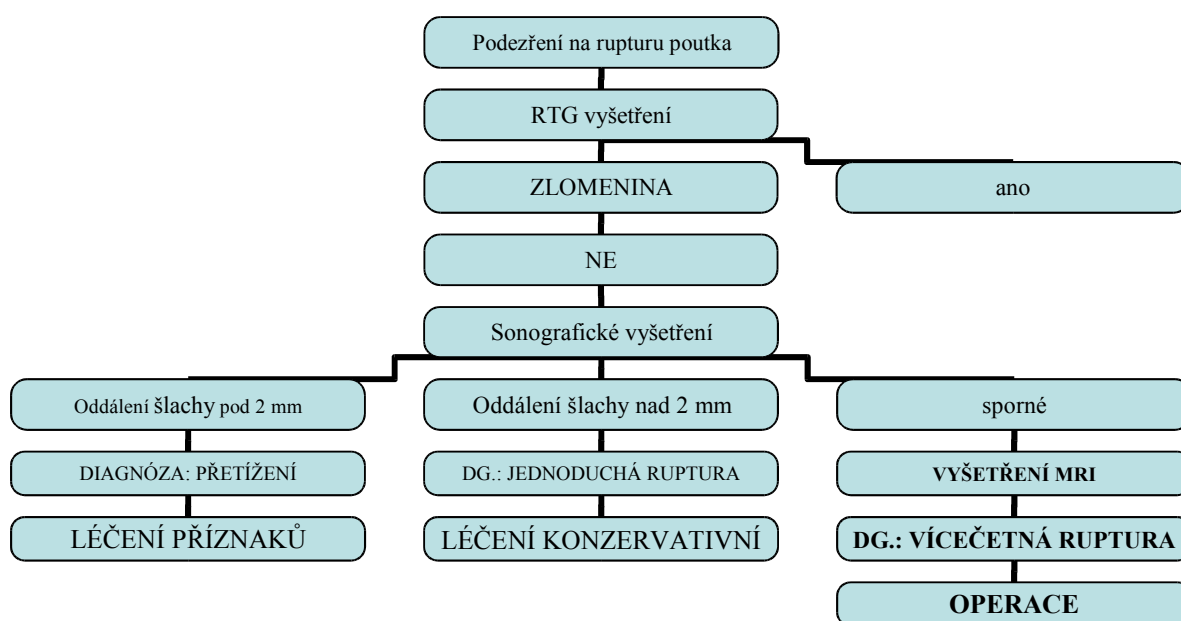 Podezření na rupturu poutka
RTG vyšetření
ZLOMENINA
ano
NE
Sonografické vyšetření
Oddálení šlachy pod 2 mm
Oddálení šlachy nad 2 mm
sporné
DIAGNÓZA: PŘETÍŽENÍ
DG.: JEDNODUCHÁ RUPTURA
VYŠETŘENÍ MRI
LÉČENÍ PŘÍZNAKŮ
LÉČENÍ KONZERVATIVNÍ
DG.: VÍCEČETNÁ RUPTURA
OPERACE